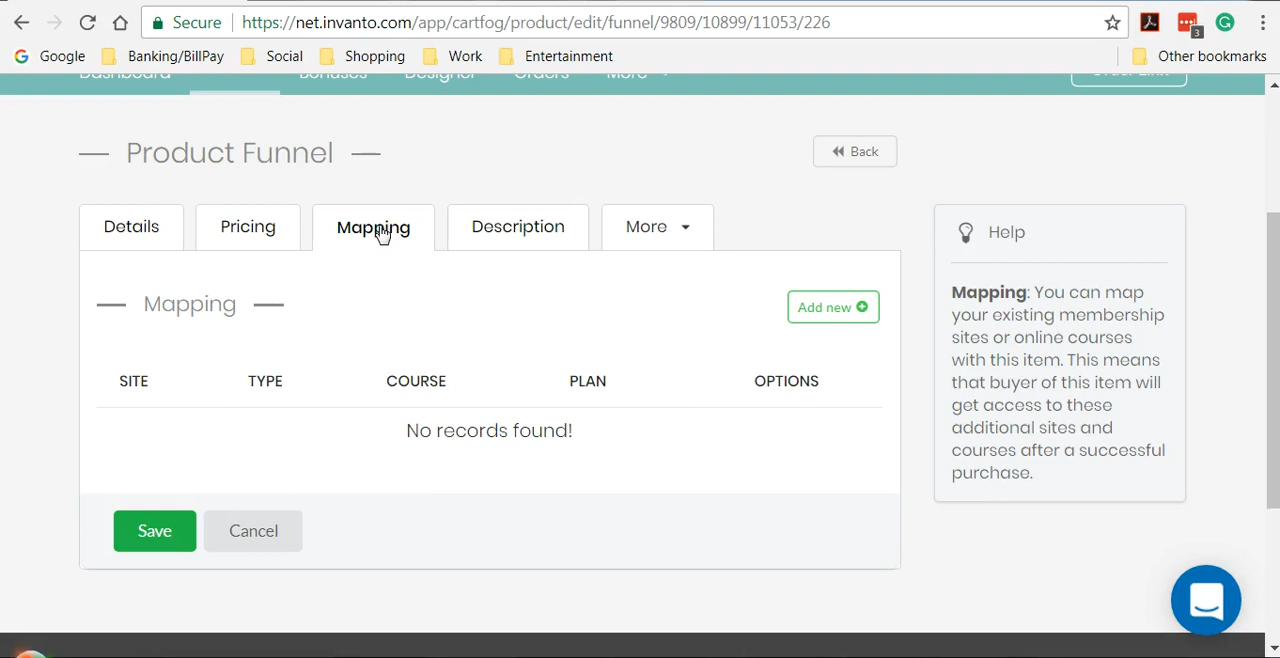 Secure https://net.invanto.com/app/cartfog/product/edit/funnel/9809/10899/11053/226
3
Google Banking/BillPay Social Shopping Work Entertainment Other bookmarks
Dashboard Bonuses Designer Orders More
Product Funnel Back
Details Pricing Mapping Description More
Help
Mapping Add new
Mapping: You can map
your existing membership
sites or online courses
with this item. This means
that buyer of this item will
get access to these
additional sites and
courses after a successful
purchase.
SITE TYPE COURSE PLAN OPTIONS
No records found!
Save Cancel